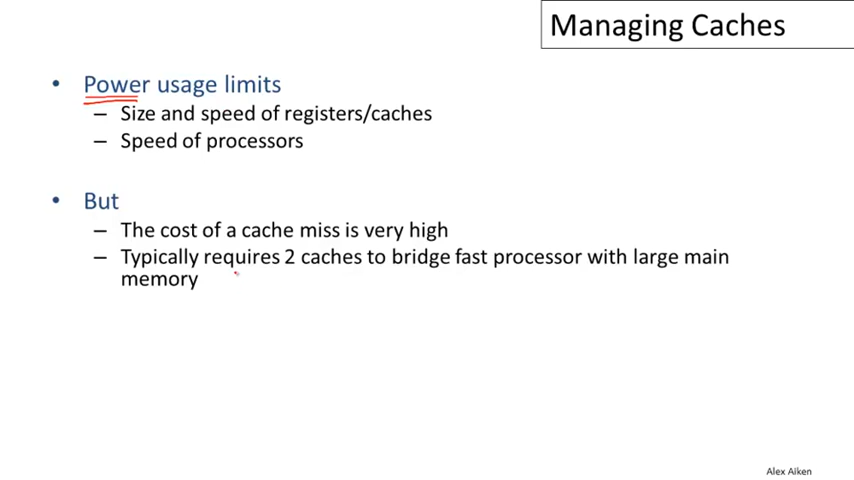 Managing Caches
• Power usage limits
– Size and speed of registers/caches
– Speed of processors
• But
– The cost of a cache miss is very high
– Typically requires 2 caches to bridge fast processor with large main
memory
Alex Aiken